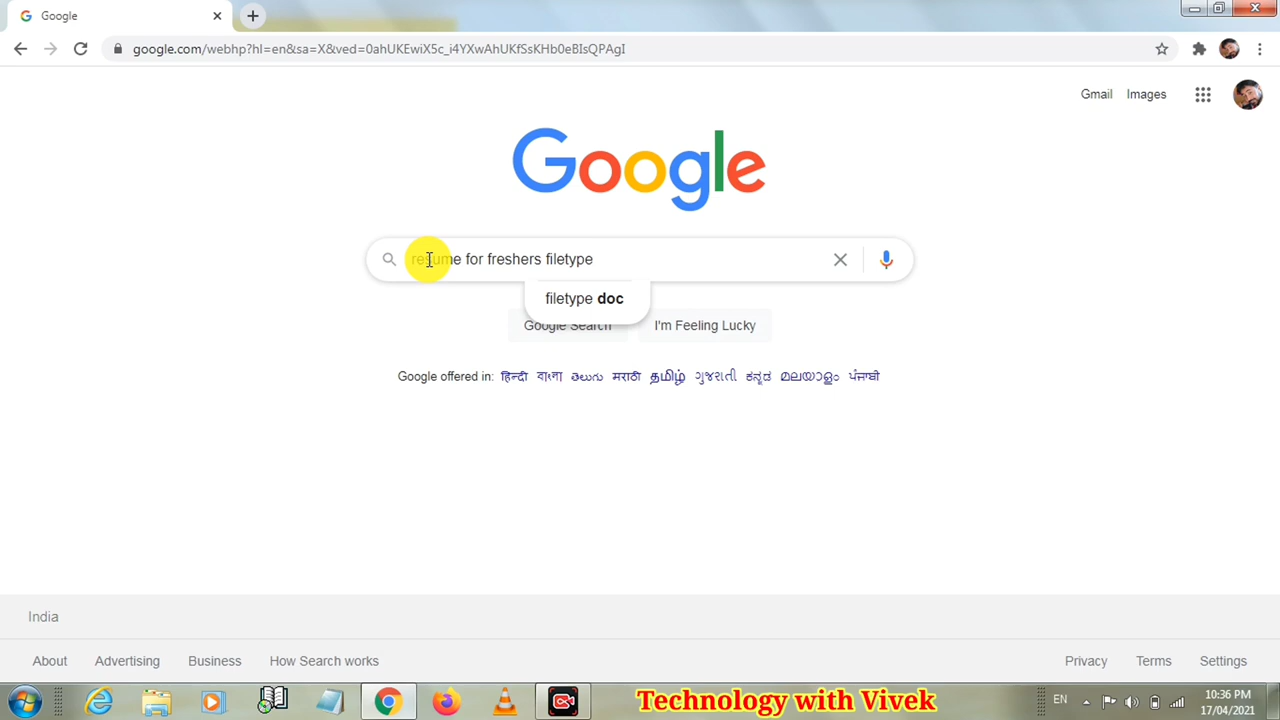 Google
google.com/webhp?hl=en&sa=X&ved=0ahUKEwiX5c_i4YXwAhUKfSsKHb0eBIsQPAgI
Gmail Images
Google
resume for freshers filetype
filetype doc
Google Search I'm Feeling Lucky
Google offered in: हिन्दी বাংলা తెలుగు मराठी தமிழ் ગુજરાતી ಕನ್ನಡ മലയാളം ਪੰਜਾਬੀ
India
About Advertising Business How Search works Privacy Terms Settings
Technology with Vivek
EN
10:36 PM
17/04/2021